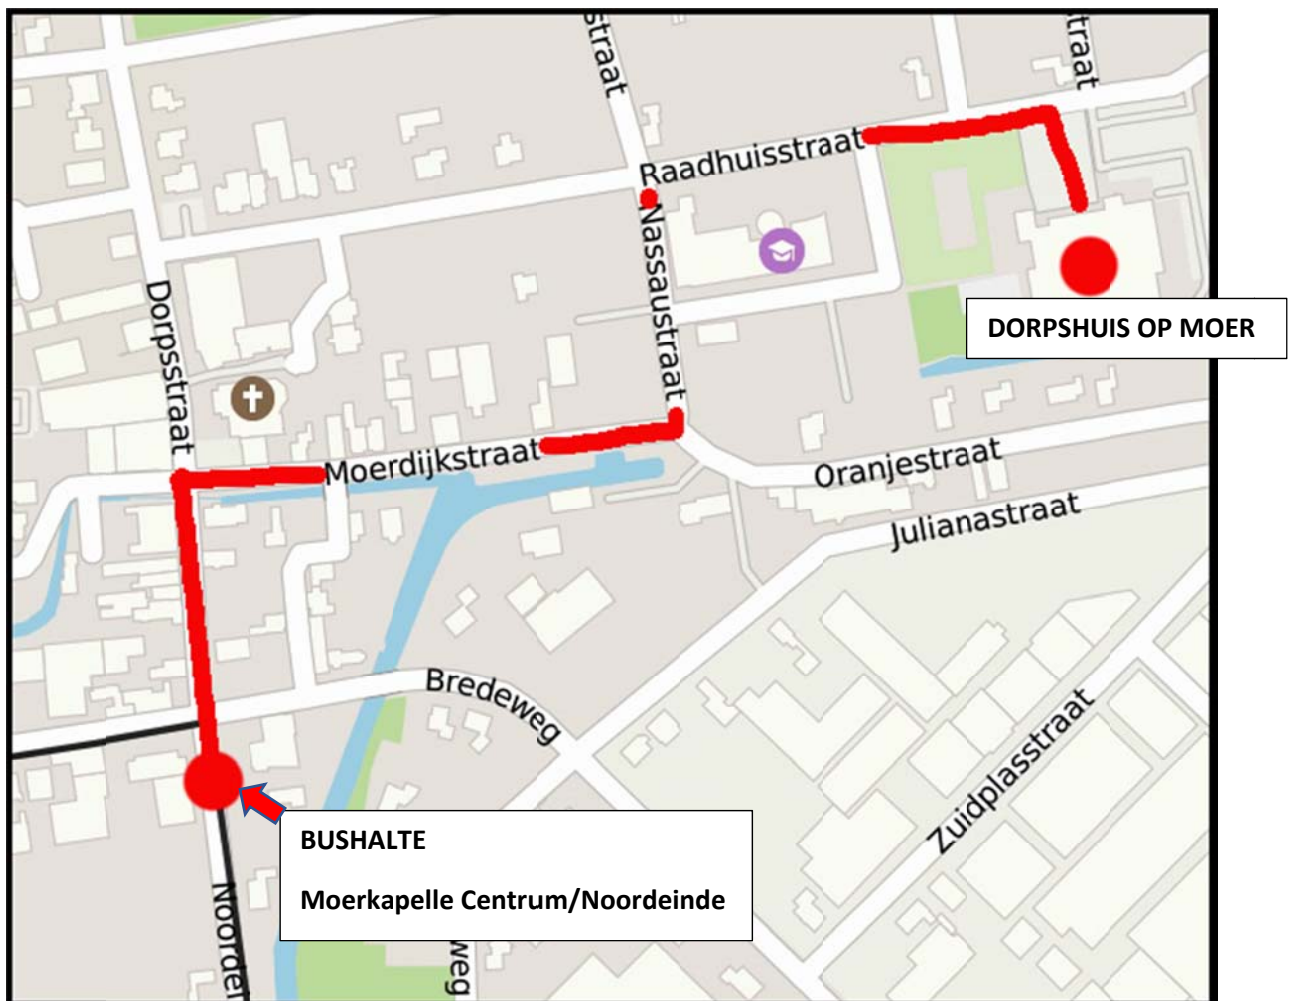 straat
traat
Raadhuisstraat
Nassaustraat
Dorpsstraat
DORPSHUIS OP MOER
Moerdijkstraat
Oranjestraat
Julianastraat
Bredeweg
Zuidplasstraat
BUSHALTE
Moerkapelle Centrum/Noordeinde
Noorder
weg